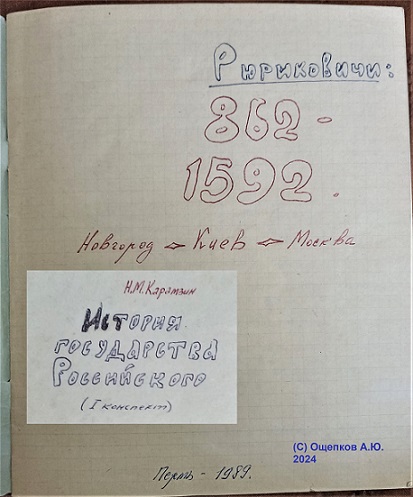 Рюриковичи:
862 -
1592.
Новгород ⇒ Киев ⇔ Москва
Н.М.Карамзин
История
государства
Российского
(I конспект)
(С) Ощепков А.Ю.
2024
Пермь - 1989.